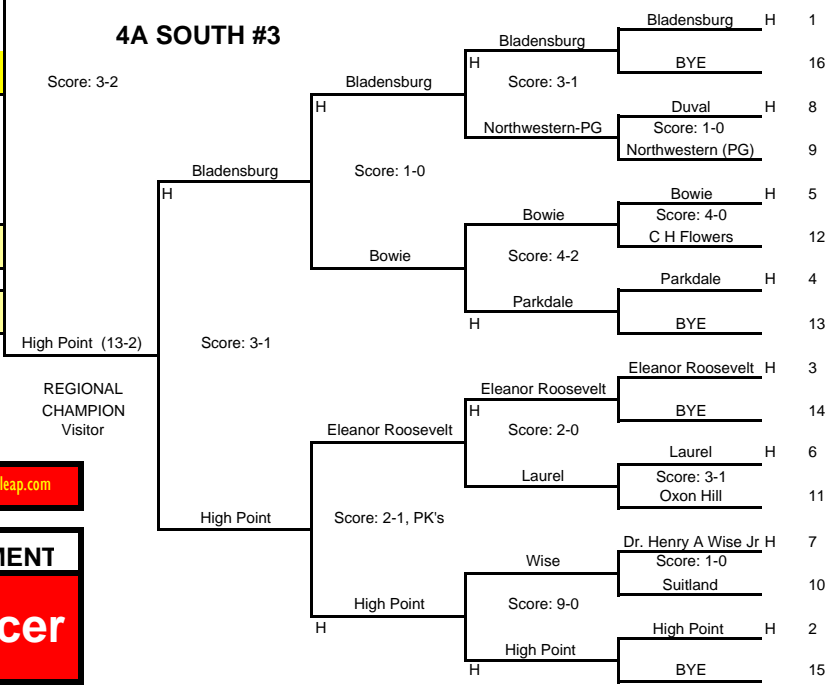 4A SOUTH #3
Bladensburg H 1
Bladensburg
H
BYE 16
Score: 3-2
Bladensburg
Score: 3-1
H
Duval H 8
Northwestern-PG
Score: 1-0
Northwestern (PG) 9
Bladensburg
Score: 1-0
H
Bowie H 5
Bowie
Score: 4-0
C H Flowers 12
Bowie
Score: 4-2
Parkdale H 4
Parkdale
H
BYE 13
High Point (13-2)
Score: 3-1
Eleanor Roosevelt H 3
REGIONAL
CHAMPION
Visitor
Eleanor Roosevelt
H
BYE 14
Eleanor Roosevelt
Score: 2-0
Laurel H 6
Laurel
Score: 3-1
Oxon Hill 11
leap.com
High Point
Score: 2-1, PK's
Dr. Henry A Wise Jr H 7
MENT
Wise
Score: 1-0
Suitland 10
cer
High Point
H
Score: 9-0
High Point H 2
High Point
H
BYE 15